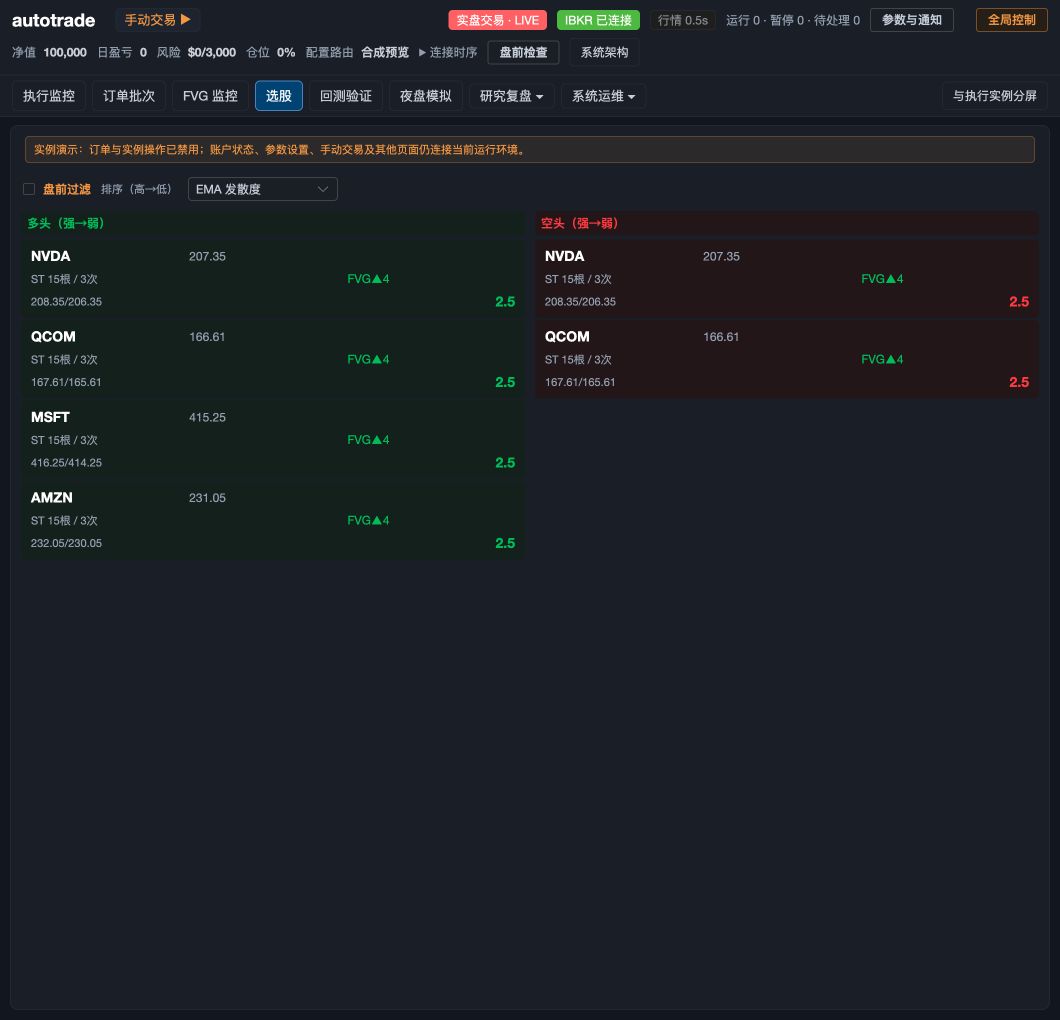 autotrade 手动交易 ▶ 实盘交易 · LIVE IBKR 已连接 行情 0.5s 运行 0 · 暂停 0 · 待处理 0 参数与通知 全局控制
净值 100,000 日盈亏 0 风险 $0/3,000 仓位 0% 配置路由 合成预览 ▶ 连接时序 盘前检查 系统架构
执行监控 订单批次 FVG 监控 选股 回测验证 夜盘模拟 研究复盘 系统运维 与执行实例分屏
实例演示：订单与实例操作已禁用；账户状态、参数设置、手动交易及其他页面仍连接当前运行环境。
盘前过滤 排序（高→低） EMA 发散度
多头（强→弱）
NVDA 207.35
ST 15根 / 3次 FVG▲4
208.35/206.35 2.5
QCOM 166.61
ST 15根 / 3次 FVG▲4
167.61/165.61 2.5
MSFT 415.25
ST 15根 / 3次 FVG▲4
416.25/414.25 2.5
AMZN 231.05
ST 15根 / 3次 FVG▲4
232.05/230.05 2.5
空头（强→弱）
NVDA 207.35
ST 15根 / 3次 FVG▲4
208.35/206.35 2.5
QCOM 166.61
ST 15根 / 3次 FVG▲4
167.61/165.61 2.5